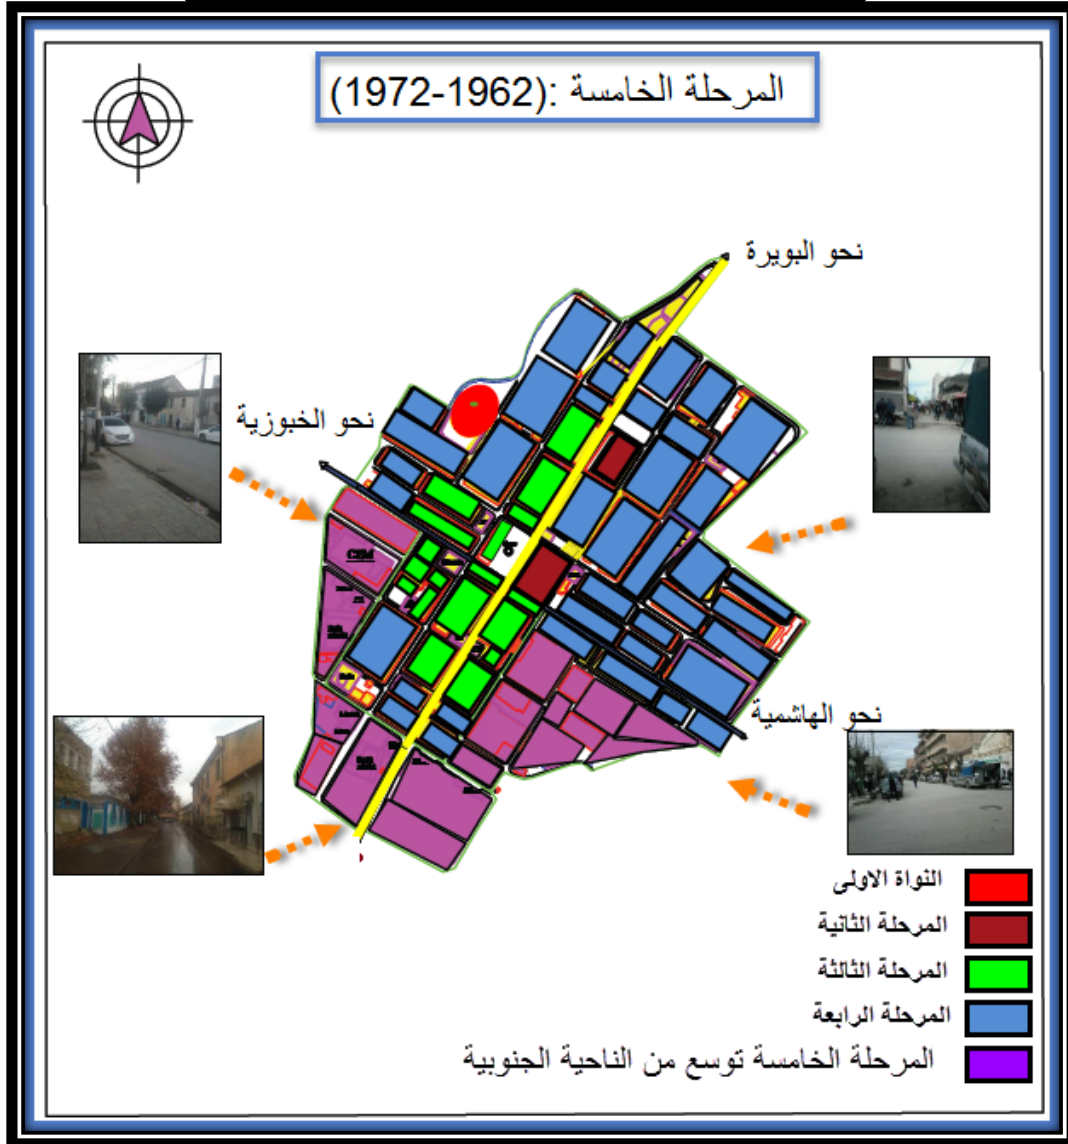 المرحلة الخامسة :(1962-1972)
نحو البويرة
نحو الخبوزية
نحو الهاشمية
النواة الاولى
المرحلة الثانية
المرحلة الثالثة
المرحلة الرابعة
المرحلة الخامسة توسع من الناحية الجنوبية